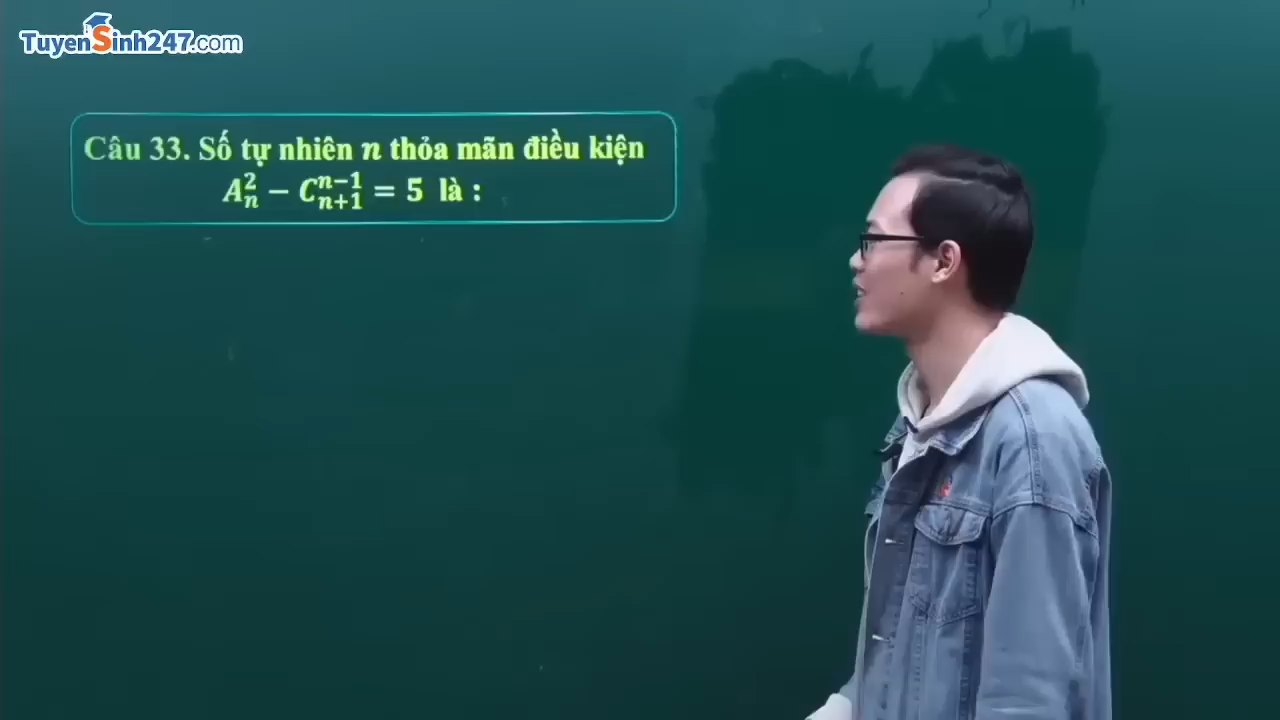 TuyenSinh247.com
Câu 33. Số tự nhiên n thỏa mãn điều kiện
$A_n^2 - C_{n+1}^{n-1} = 5$ là :